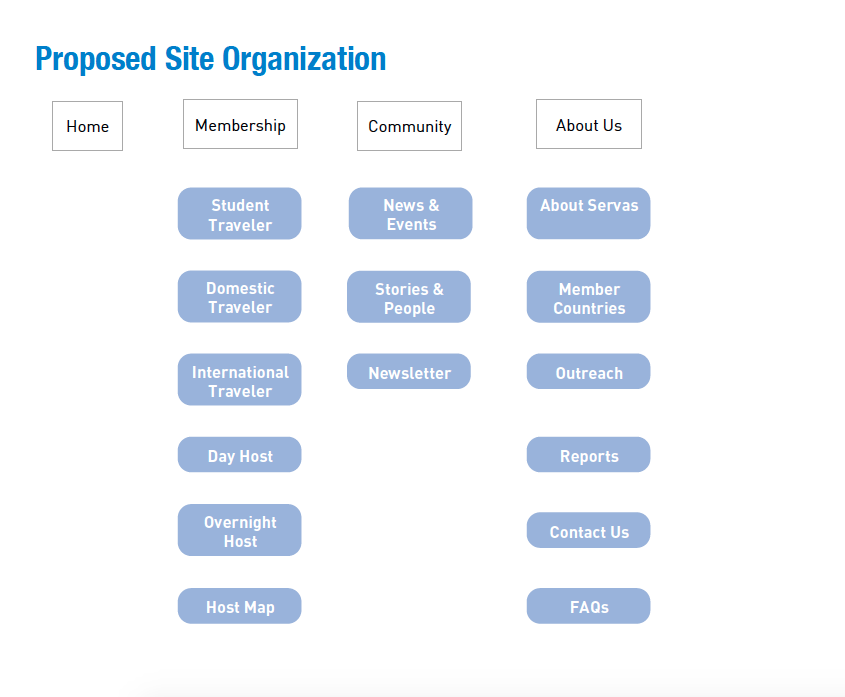 Proposed Site Organization
Home
Membership
Community
About Us
Student
Traveler
Domestic
Traveler
International
Traveler
Day Host
Overnight
Host
Host Map
News &
Events
Stories &
People
Newsletter
About Servas
Member
Countries
Outreach
Reports
Contact Us
FAQs